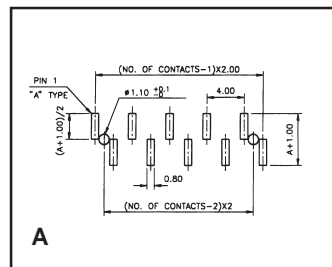 (NO. OF CONTACTS-1)X2.00
PIN 1
"A" TYPE
ø1.10 +0.1 -0
4.00
(A+1.00)/2
A+1.00
0.80
(NO. OF CONTACTS-2)X2
A